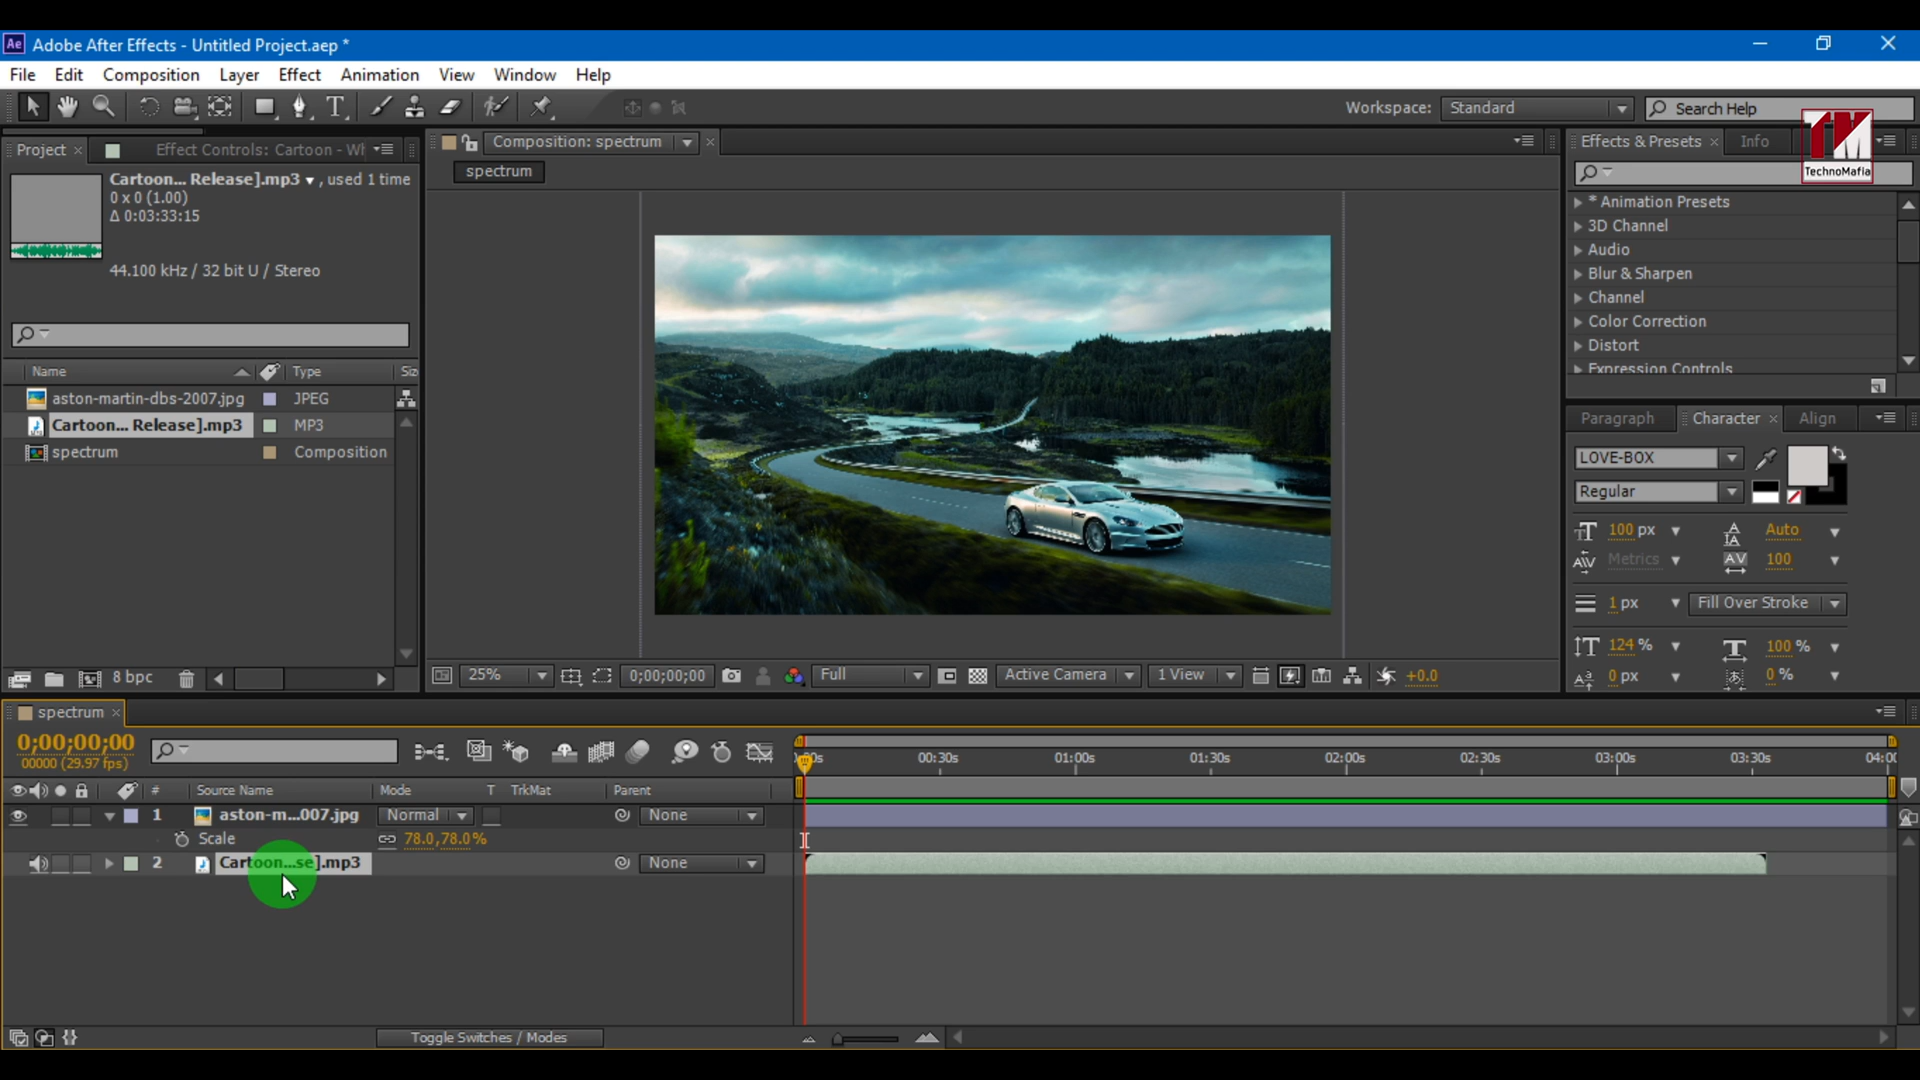 Ae Adobe After Effects - Untitled Project.aep *
File Edit Composition Layer Effect Animation View Window Help
T Workspace: Standard Search Help
TM
TechnoMafia
Project × Effect Controls: Cartoon - Wh
Cartoon... Release].mp3 ▾ , used 1 time
0 x 0 (1.00)
Δ 0:03:33:15
44.100 kHz / 32 bit U / Stereo
Name Type Siz
aston-martin-dbs-2007.jpg JPEG
Cartoon... Release].mp3 MP3
spectrum Composition
8 bpc
Composition: spectrum ×
spectrum
25% 0;00;00;00 Full Active Camera 1 View +0.0
Effects & Presets × Info
* Animation Presets
3D Channel
Audio
Blur & Sharpen
Channel
Color Correction
Distort
Expression Controls
Paragraph Character × Align
LOVE-BOX
Regular
100 px Auto
Metrics 100
1 px Fill Over Stroke
124 % 100 %
0 px 0 %
spectrum ×
0;00;00;00
00000 (29.97 fps)
00:30s 01:00s 01:30s 02:00s 02:30s 03:00s 03:30s 04:00
# Source Name Mode T TrkMat Parent
1 aston-m...007.jpg Normal None
Scale 78.0,78.0%
2 Cartoon...se].mp3 None
Toggle Switches / Modes